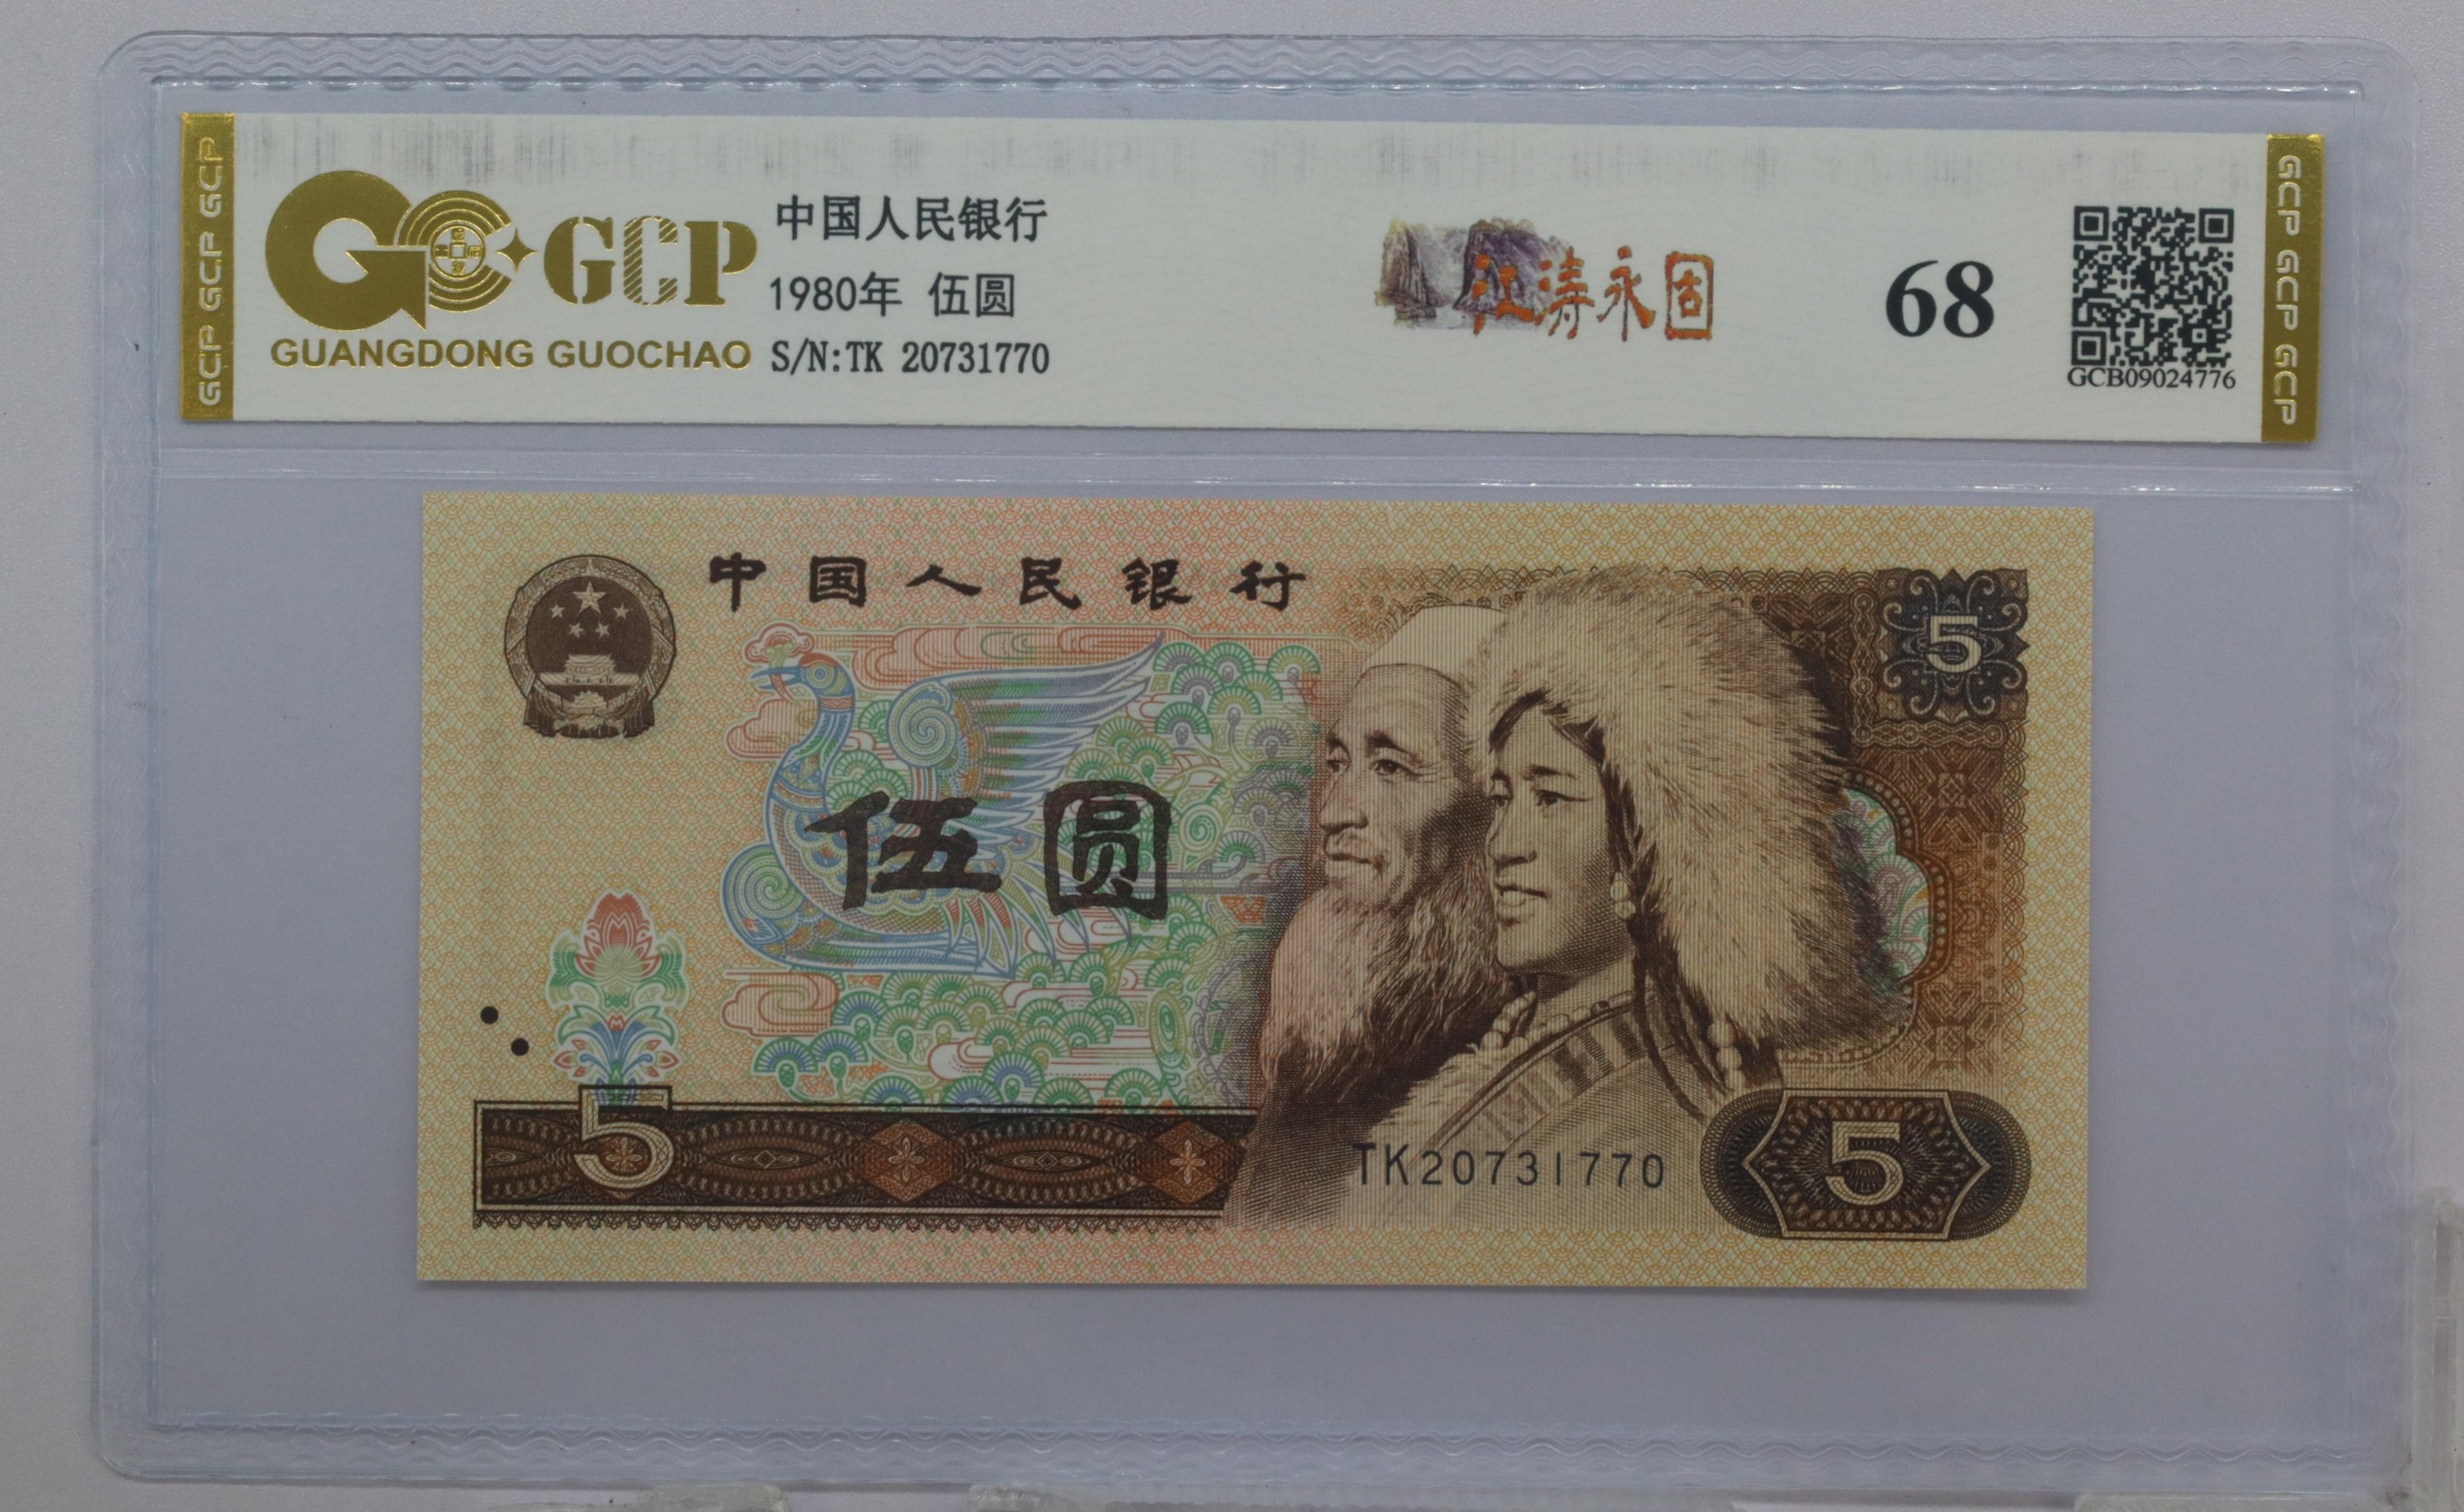 GCP GCP GCP
GCP
GUANGDONG GUOCHAO
中国人民银行
1980年 伍圆
S/N:TK 20731770
江涛永固
68
GCB09024776
GCP GCP GCP
中国人民银行
5
伍圆
5
TK20731770
5